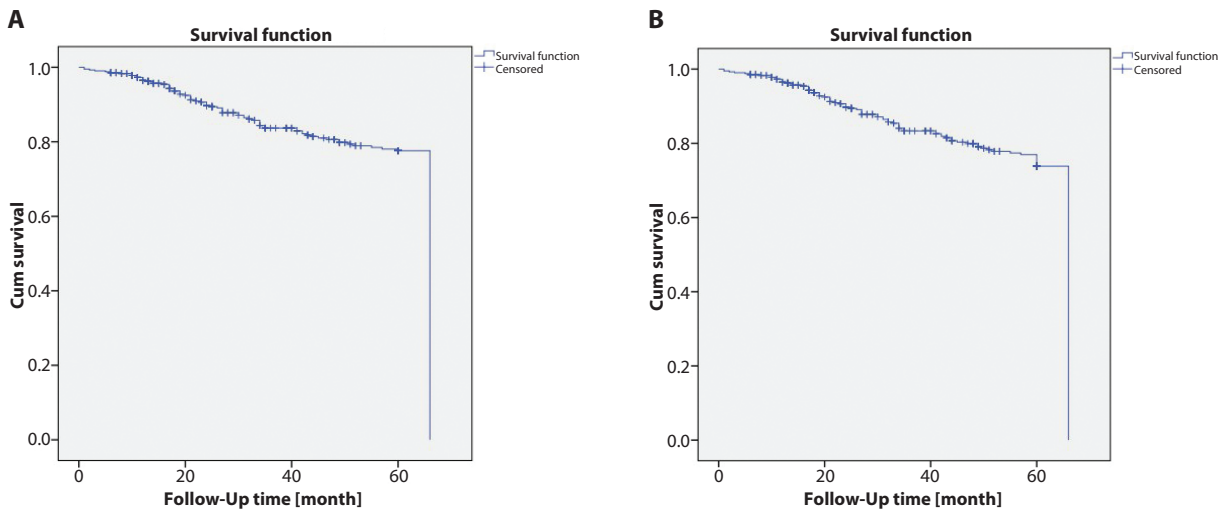 A
Survival function
Survival function
Censored
1.0
0.8
0.6
0.4
0.2
0.0
Cum survival
0 20 40 60
Follow-Up time [month]
B
Survival function
Survival function
Censored
1.0
0.8
0.6
0.4
0.2
0.0
Cum survival
0 20 40 60
Follow-Up time [month]